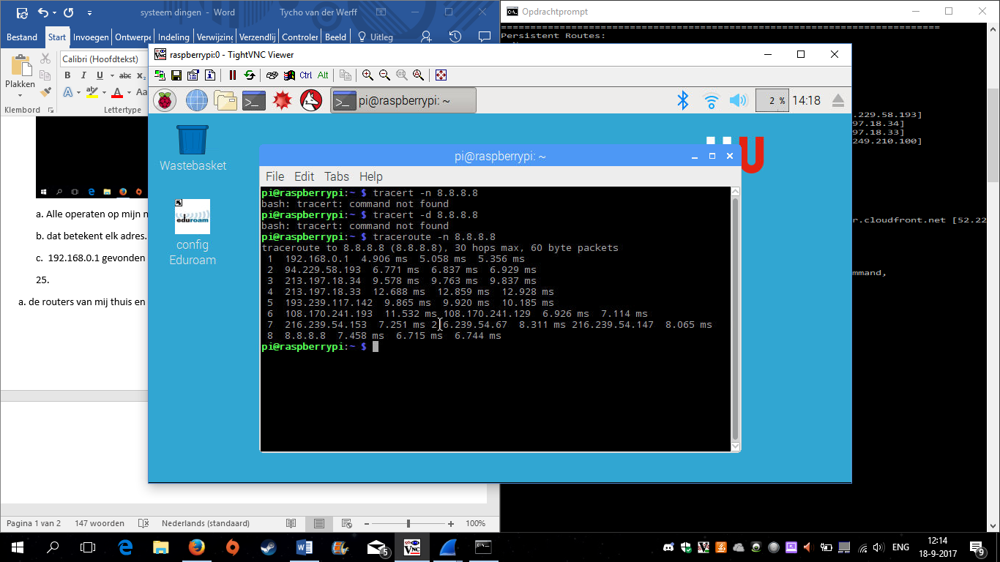 systeem dingen - Word
Tycho van der Werff
Bestand
Start
Invoegen
Ontwerpe
Indeling
Verwijzinç
Verzendlij
Controler
Beeld
Uitleg
Plakken
Klembord
Calibri (Hoofdtekst)
B I U abc x₂
A A Aa
Lettertype
a. Alle operaten op mijn n
b. dat betekent elk adres.
c. 192.168.0.1 gevonden
25.
a. de routers van mij thuis en
Pagina 1 van 2
147 woorden
Nederlands (standaard)
100%
Opdrachtprompt
Persistent Routes:
.229.58.193]
97.18.34]
97.18.33]
249.210.100]
r.cloudfront.net [52.22
mmand,
raspberrypi:0 - TightVNC Viewer
Ctrl Alt
pi@raspberrypi: ~
2 %
14:18
Wastebasket
eduroam
config
Eduroam
U
pi@raspberrypi: ~
File Edit Tabs Help
pi@raspberrypi:~ $ tracert -n 8.8.8.8
bash: tracert: command not found
pi@raspberrypi:~ $ tracert -d 8.8.8.8
bash: tracert: command not found
pi@raspberrypi:~ $ traceroute -n 8.8.8.8
traceroute to 8.8.8.8 (8.8.8.8), 30 hops max, 60 byte packets
1 192.168.0.1 4.906 ms 5.058 ms 5.356 ms
2 94.229.58.193 6.771 ms 6.837 ms 6.929 ms
3 213.197.18.34 9.578 ms 9.763 ms 9.837 ms
4 213.197.18.33 12.688 ms 12.859 ms 12.928 ms
5 193.239.117.142 9.865 ms 9.920 ms 10.185 ms
6 108.170.241.193 11.532 ms 108.170.241.129 6.926 ms 7.114 ms
7 216.239.54.153 7.251 ms 216.239.54.67 8.311 ms 216.239.54.147 8.065 ms
8 8.8.8.8 7.458 ms 6.715 ms 6.744 ms
pi@raspberrypi:~ $
5
ENG
12:14
18-9-2017
9